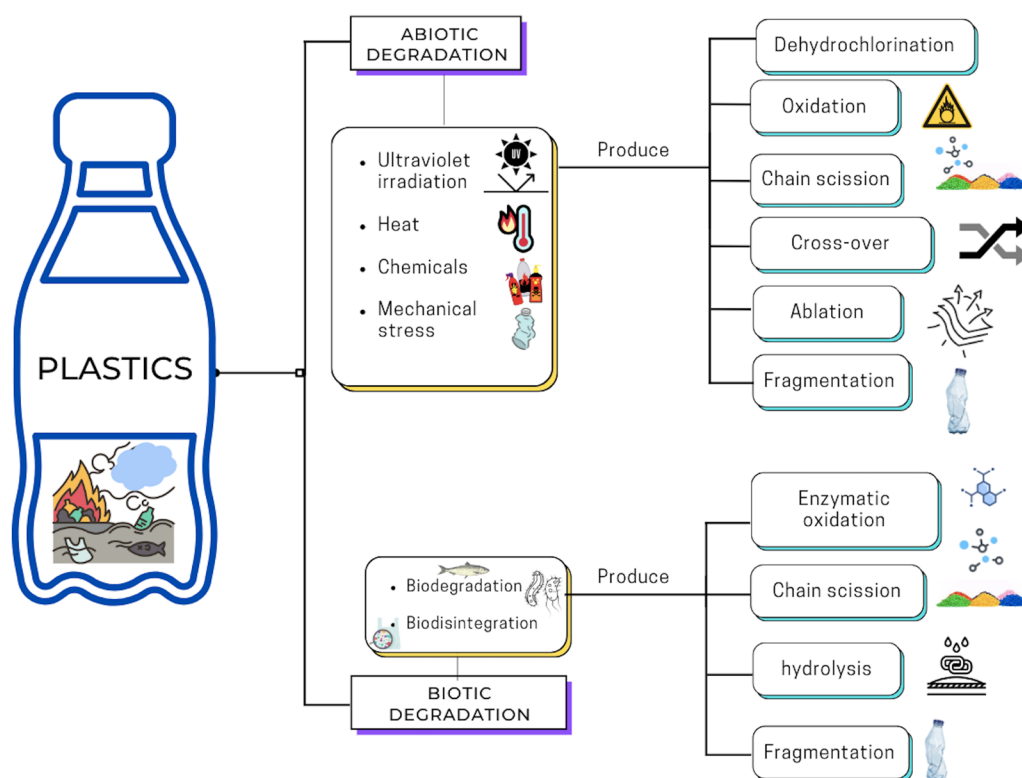 PLASTICS
ABIOTIC
DEGRADATION
• Ultraviolet
irradiation
UV
• Heat
• Chemicals
• Mechanical
stress
Produce
Dehydrochlorination
Oxidation
Chain scission
Cross-over
Ablation
Fragmentation
• Biodegradation
• Biodisintegration
BIOTIC
DEGRADATION
Produce
Enzymatic
oxidation
Chain scission
hydrolysis
Fragmentation